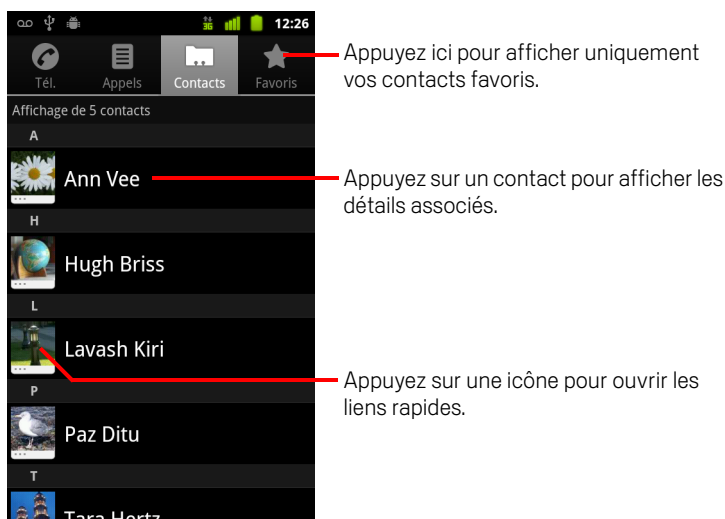 3G 12:26
Tél. Appels Contacts Favoris
Affichage de 5 contacts
A
Ann Vee
H
Hugh Briss
L
Lavash Kiri
P
Paz Ditu
T
Tara Hertz
Appuyez ici pour afficher uniquement
vos contacts favoris.
Appuyez sur un contact pour afficher les
détails associés.
Appuyez sur une icône pour ouvrir les
liens rapides.